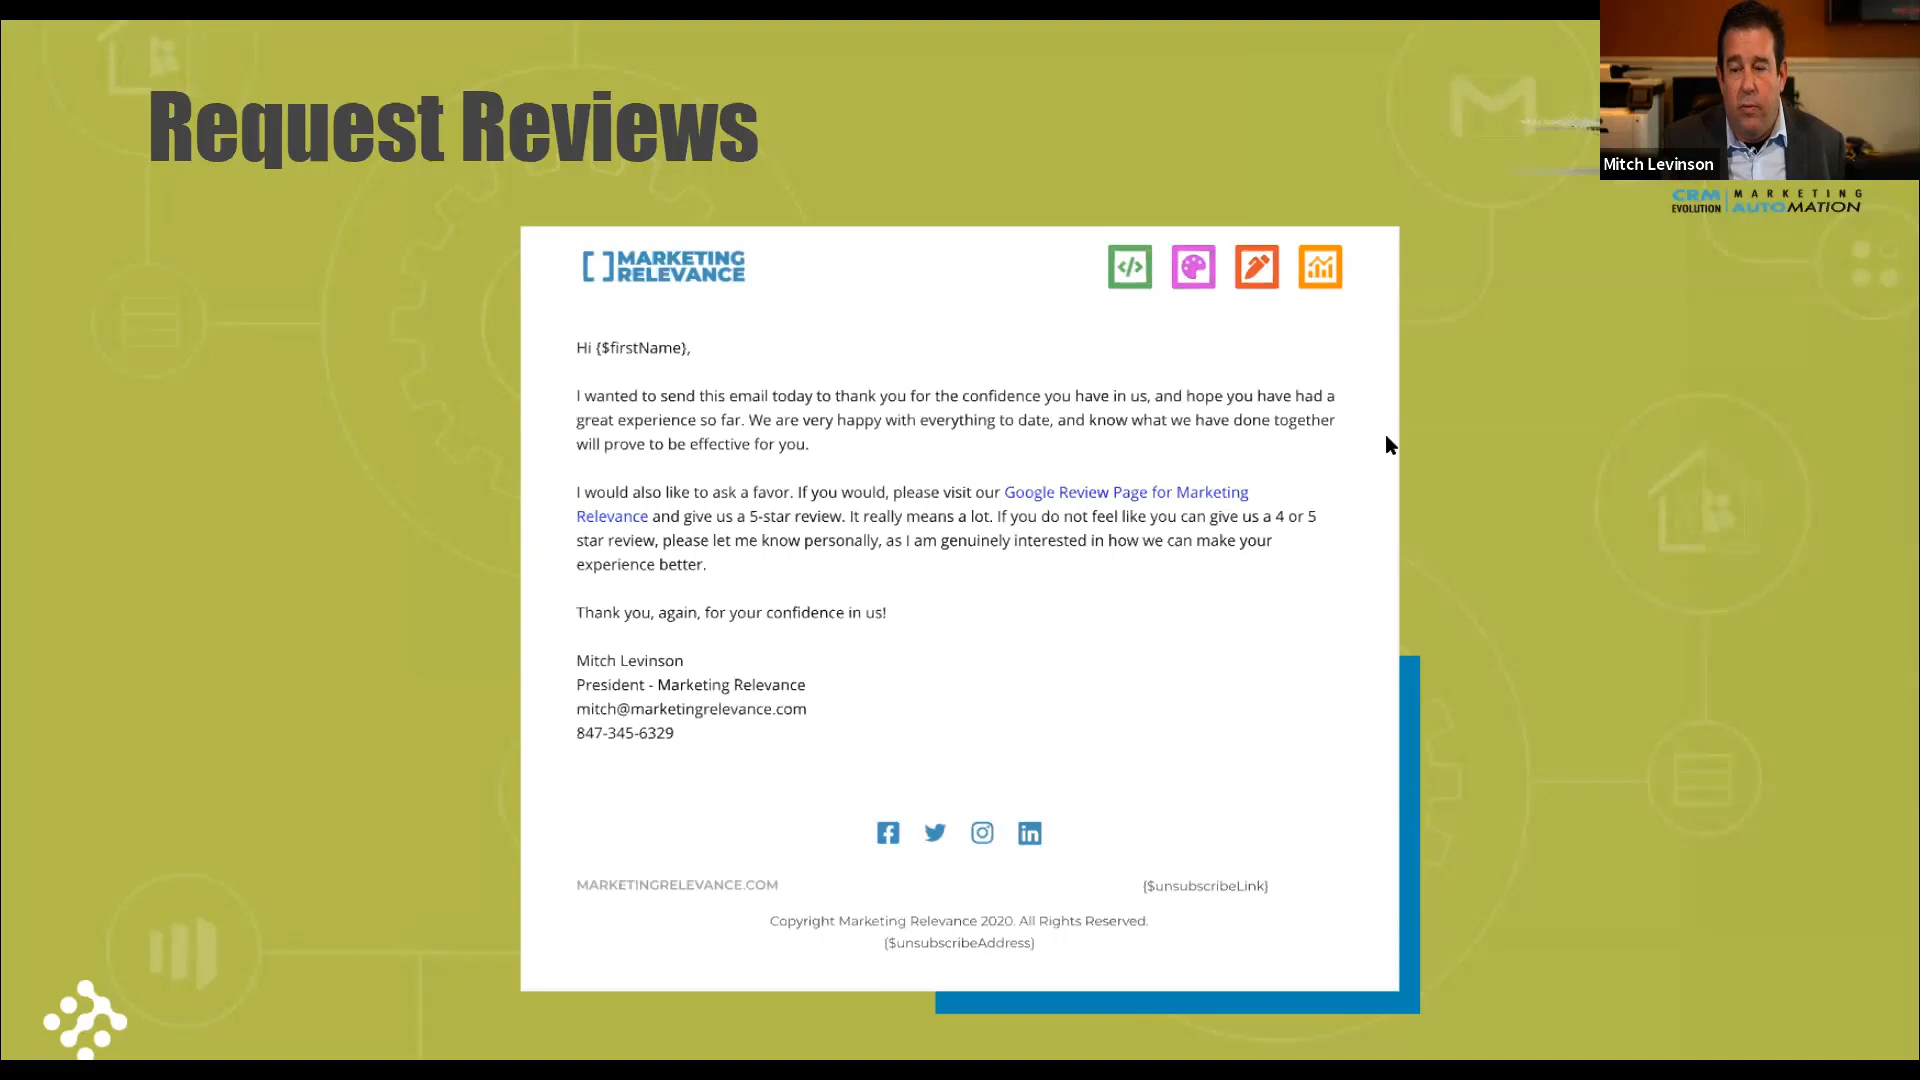 Request Reviews
Mitch Levinson
CRM EVOLUTION | MARKETING AUTOMATION
[ ] MARKETING RELEVANCE
Hi {$firstName},
I wanted to send this email today to thank you for the confidence you have in us, and hope you have had a
great experience so far. We are very happy with everything to date, and know what we have done together
will prove to be effective for you.
I would also like to ask a favor. If you would, please visit our Google Review Page for Marketing
Relevance and give us a 5-star review. It really means a lot. If you do not feel like you can give us a 4 or 5
star review, please let me know personally, as I am genuinely interested in how we can make your
experience better.
Thank you, again, for your confidence in us!
Mitch Levinson
President - Marketing Relevance
mitch@marketingrelevance.com
847-345-6329
MARKETINGRELEVANCE.COM
{$unsubscribeLink}
Copyright Marketing Relevance 2020. All Rights Reserved.
{$unsubscribeAddress}